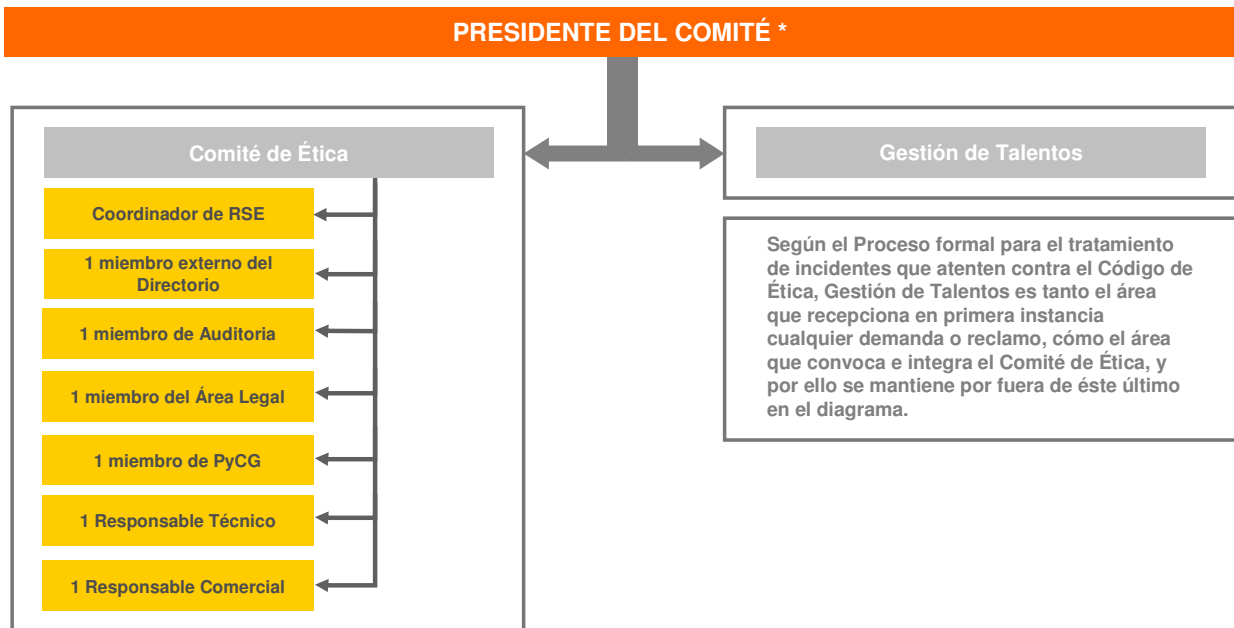 PRESIDENTE DEL COMITÉ *
Comité de Ética
Coordinador de RSE
1 miembro externo del
Directorio
1 miembro de Auditoria
1 miembro del Área Legal
1 miembro de PyCG
1 Responsable Técnico
1 Responsable Comercial
Gestión de Talentos
Según el Proceso formal para el tratamiento
de incidentes que atenten contra el Código de
Ética, Gestión de Talentos es tanto el área
que recepciona en primera instancia
cualquier demanda o reclamo, cómo el área
que convoca e integra el Comité de Ética, y
por ello se mantiene por fuera de éste último
en el diagrama.